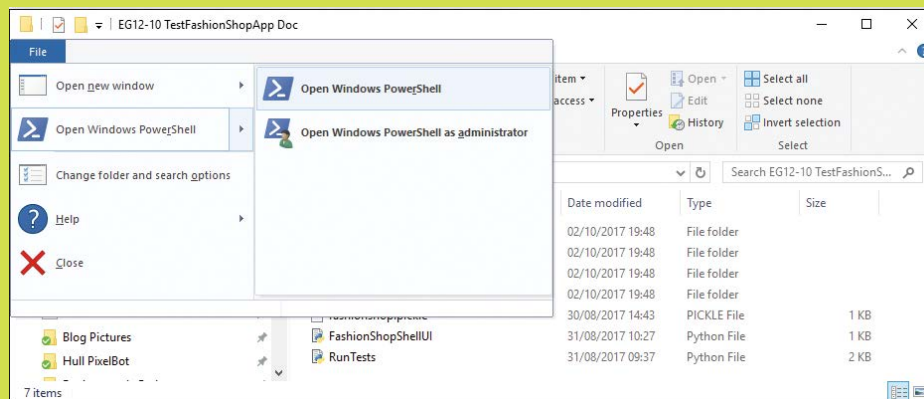 EG12-10 TestFashionShopApp Doc
File
Open new window
Open Windows PowerShell
Change folder and search options
Help
Close
Open Windows PowerShell
Open Windows PowerShell as administrator
item
access
Properties
Open
Edit
History
Open
Select all
Select none
Invert selection
Select
Search EG12-10 TestFashionS...
Date modified Type Size
02/10/2017 19:48 File folder
02/10/2017 19:48 File folder
02/10/2017 19:48 File folder
02/10/2017 19:48 File folder
fashionshop.pickle 30/08/2017 14:43 PICKLE File 1 KB
Blog Pictures FashionShopShellUI 31/08/2017 10:27 Python File 1 KB
Hull PixelBot RunTests 31/08/2017 09:37 Python File 2 KB
7 items